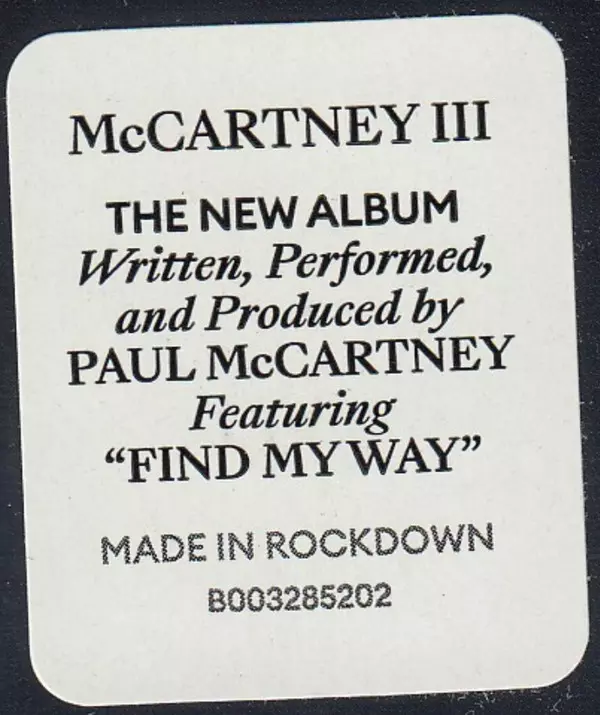 McCARTNEY III
THE NEW ALBUM
Written, Performed,
and Produced by
PAUL McCARTNEY
Featuring
“FIND MY WAY”
MADE IN ROCKDOWN
B003285202